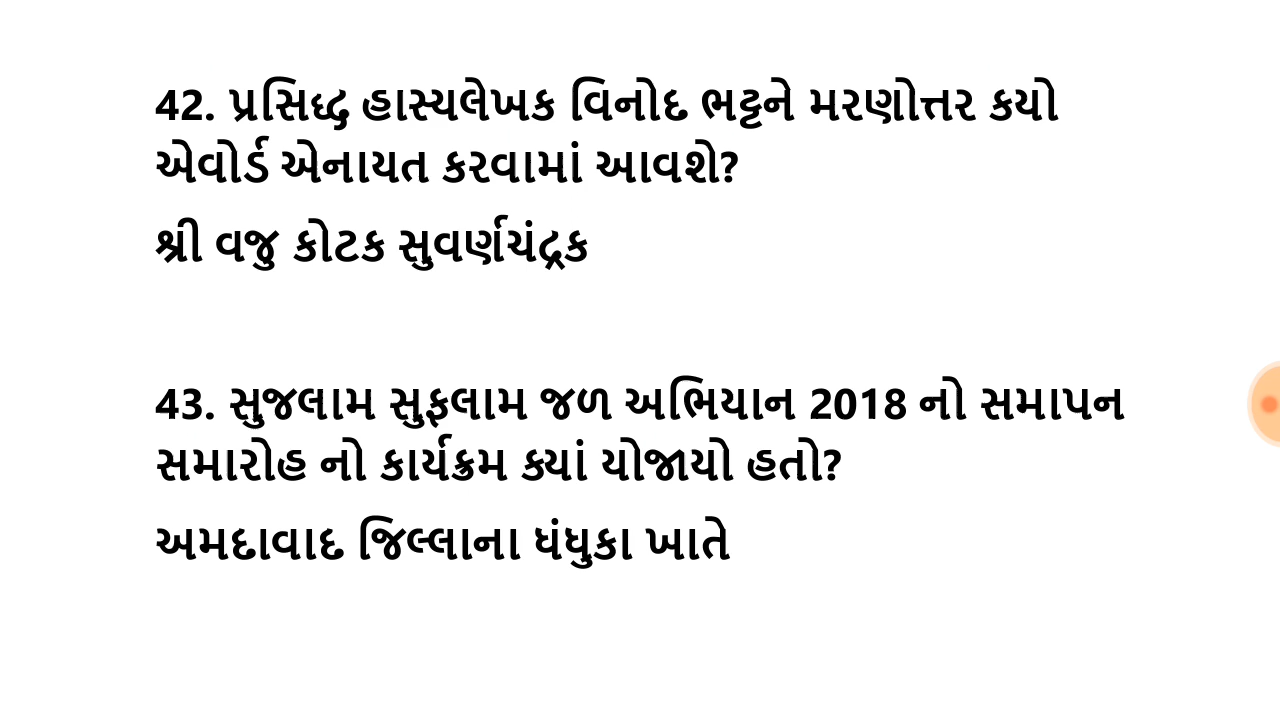 42. પ્રસિધ્ધ હાસ્યલેખક વિનોદ ભટ્ટને મરણોત્તર કયો
એવોર્ડ એનાયત કરવામાં આવશે?
શ્રી વજુ કોટક સુવર્ણચંદ્રક
43. સુજલામ સુફલામ જળ અભિયાન 2018 નો સમાપન
સમારોહ નો કાર્યક્રમ ક્યાં યોજાયો હતો?
અમદાવાદ જિલ્લાના ધંધુકા ખાતે